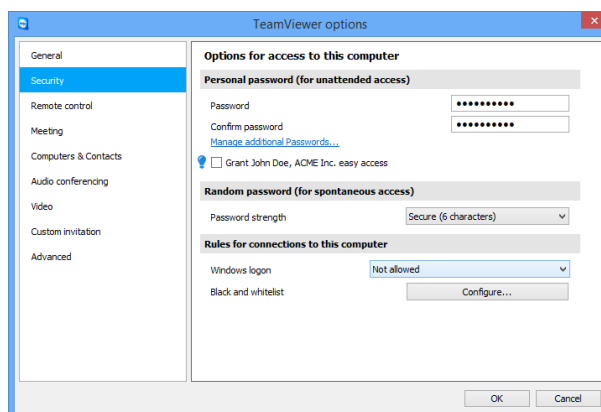 TeamViewer options
General
Security
Remote control
Meeting
Computers & Contacts
Audio conferencing
Video
Custom invitation
Advanced
Options for access to this computer
Personal password (for unattended access)
Password ••••••••••
Confirm password ••••••••••
Manage additional Passwords...
Grant John Doe, ACME Inc. easy access
Random password (for spontaneous access)
Password strength Secure (6 characters)
Rules for connections to this computer
Windows logon Not allowed
Black and whitelist Configure...
OK Cancel